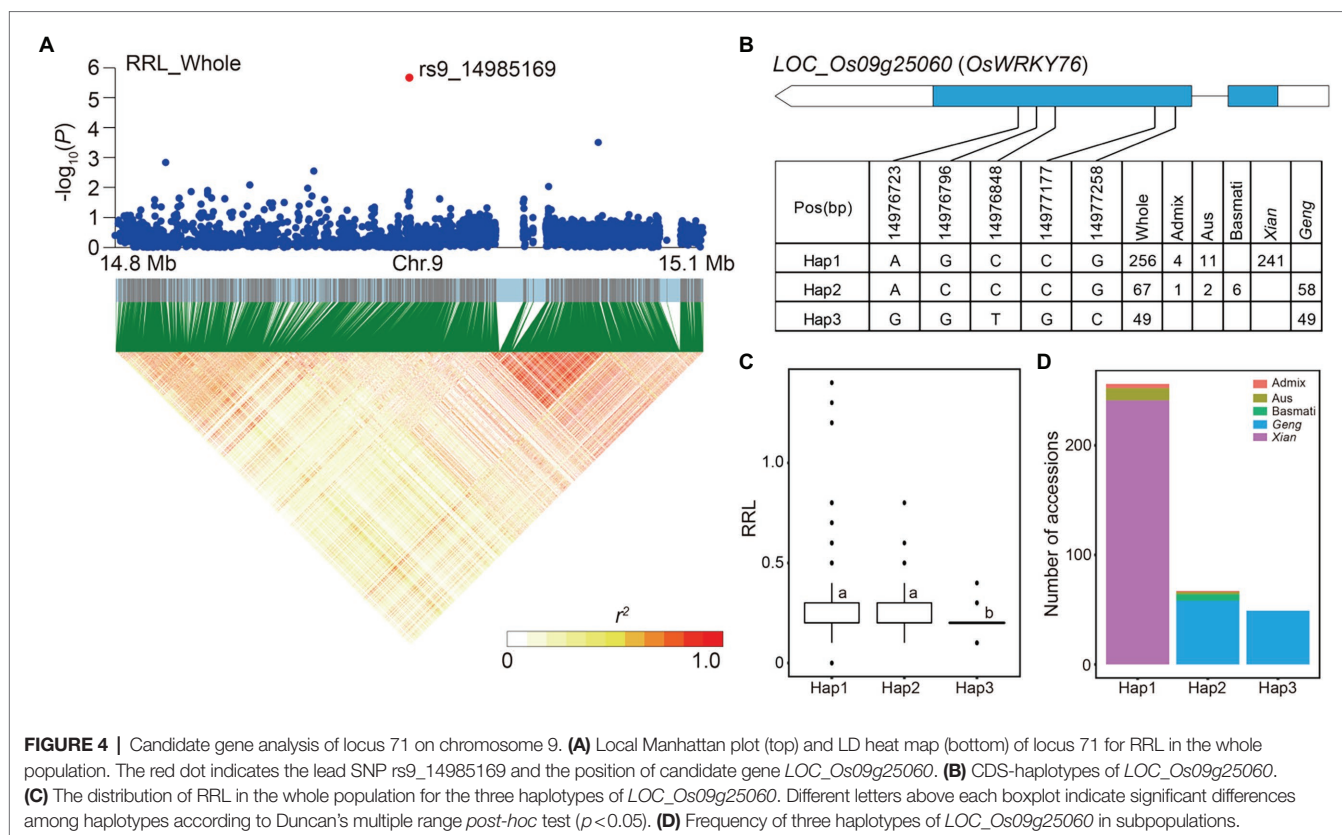 A
RRL_Whole
rs9_14985169
-log10(P)
6
5
4
3
2
1
0
14.8 Mb Chr.9 15.1 Mb
r²
0 1.0
B
LOC_Os09g25060 (OsWRKY76)
Pos(bp) 14976723 14976796 14976848 14977177 14977258 Whole Admix Aus Basmati Xian Geng
Hap1 A G C C G 256 4 11 241
Hap2 A C C C G 67 1 2 6 58
Hap3 G G T G C 49 49
C
RRL
1.0
0.5
0
a a b
Hap1 Hap2 Hap3
D
Number of accessions
200
100
0
Admix
Aus
Basmati
Geng
Xian
Hap1 Hap2 Hap3
FIGURE 4 | Candidate gene analysis of locus 71 on chromosome 9. (A) Local Manhattan plot (top) and LD heat map (bottom) of locus 71 for RRL in the whole
population. The red dot indicates the lead SNP rs9_14985169 and the position of candidate gene LOC_Os09g25060. (B) CDS-haplotypes of LOC_Os09g25060.
(C) The distribution of RRL in the whole population for the three haplotypes of LOC_Os09g25060. Different letters above each boxplot indicate significant differences
among haplotypes according to Duncan's multiple range post-hoc test (p<0.05). (D) Frequency of three haplotypes of LOC_Os09g25060 in subpopulations.